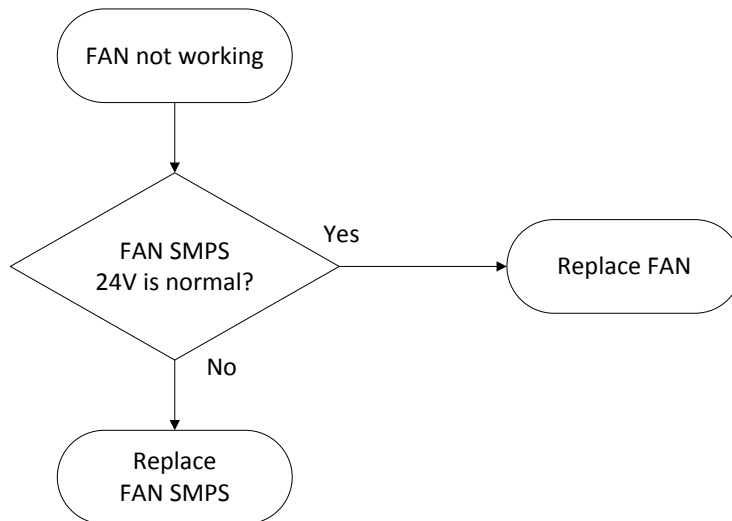 FAN not working
FAN SMPS
24V is normal?
Yes
Replace FAN
No
Replace
FAN SMPS